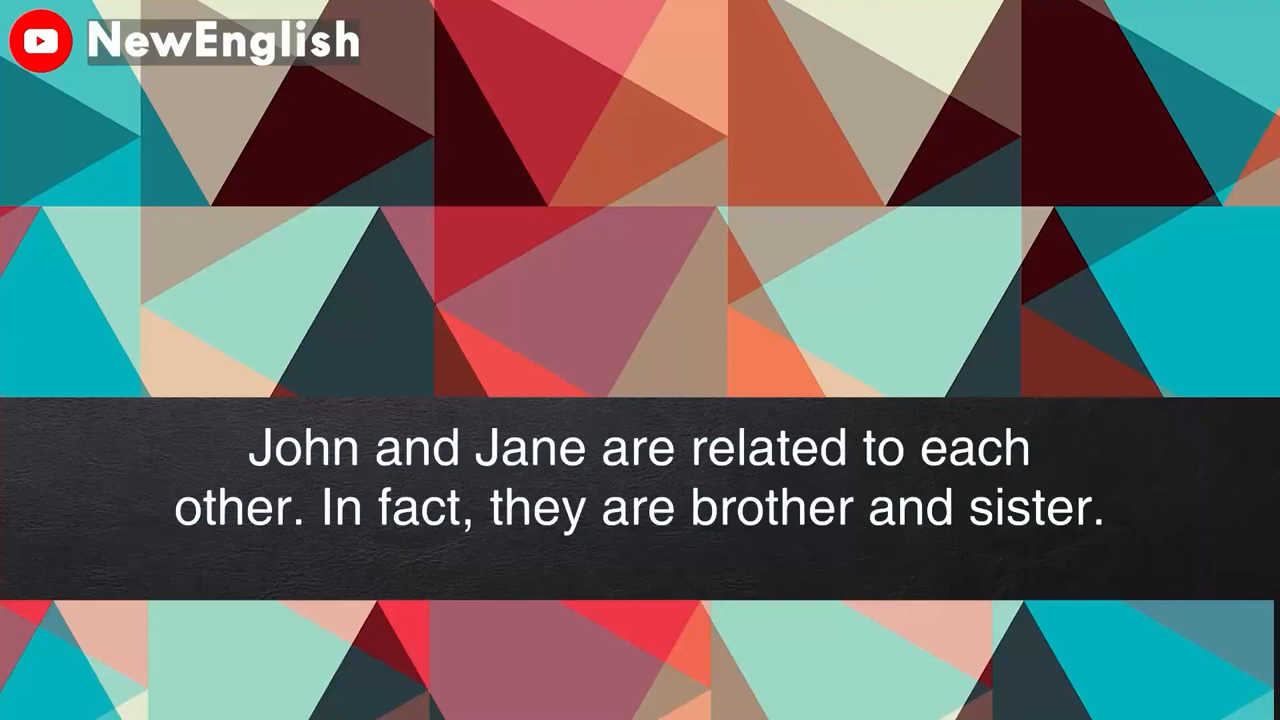 NewEnglish
John and Jane are related to each
other. In fact, they are brother and sister.